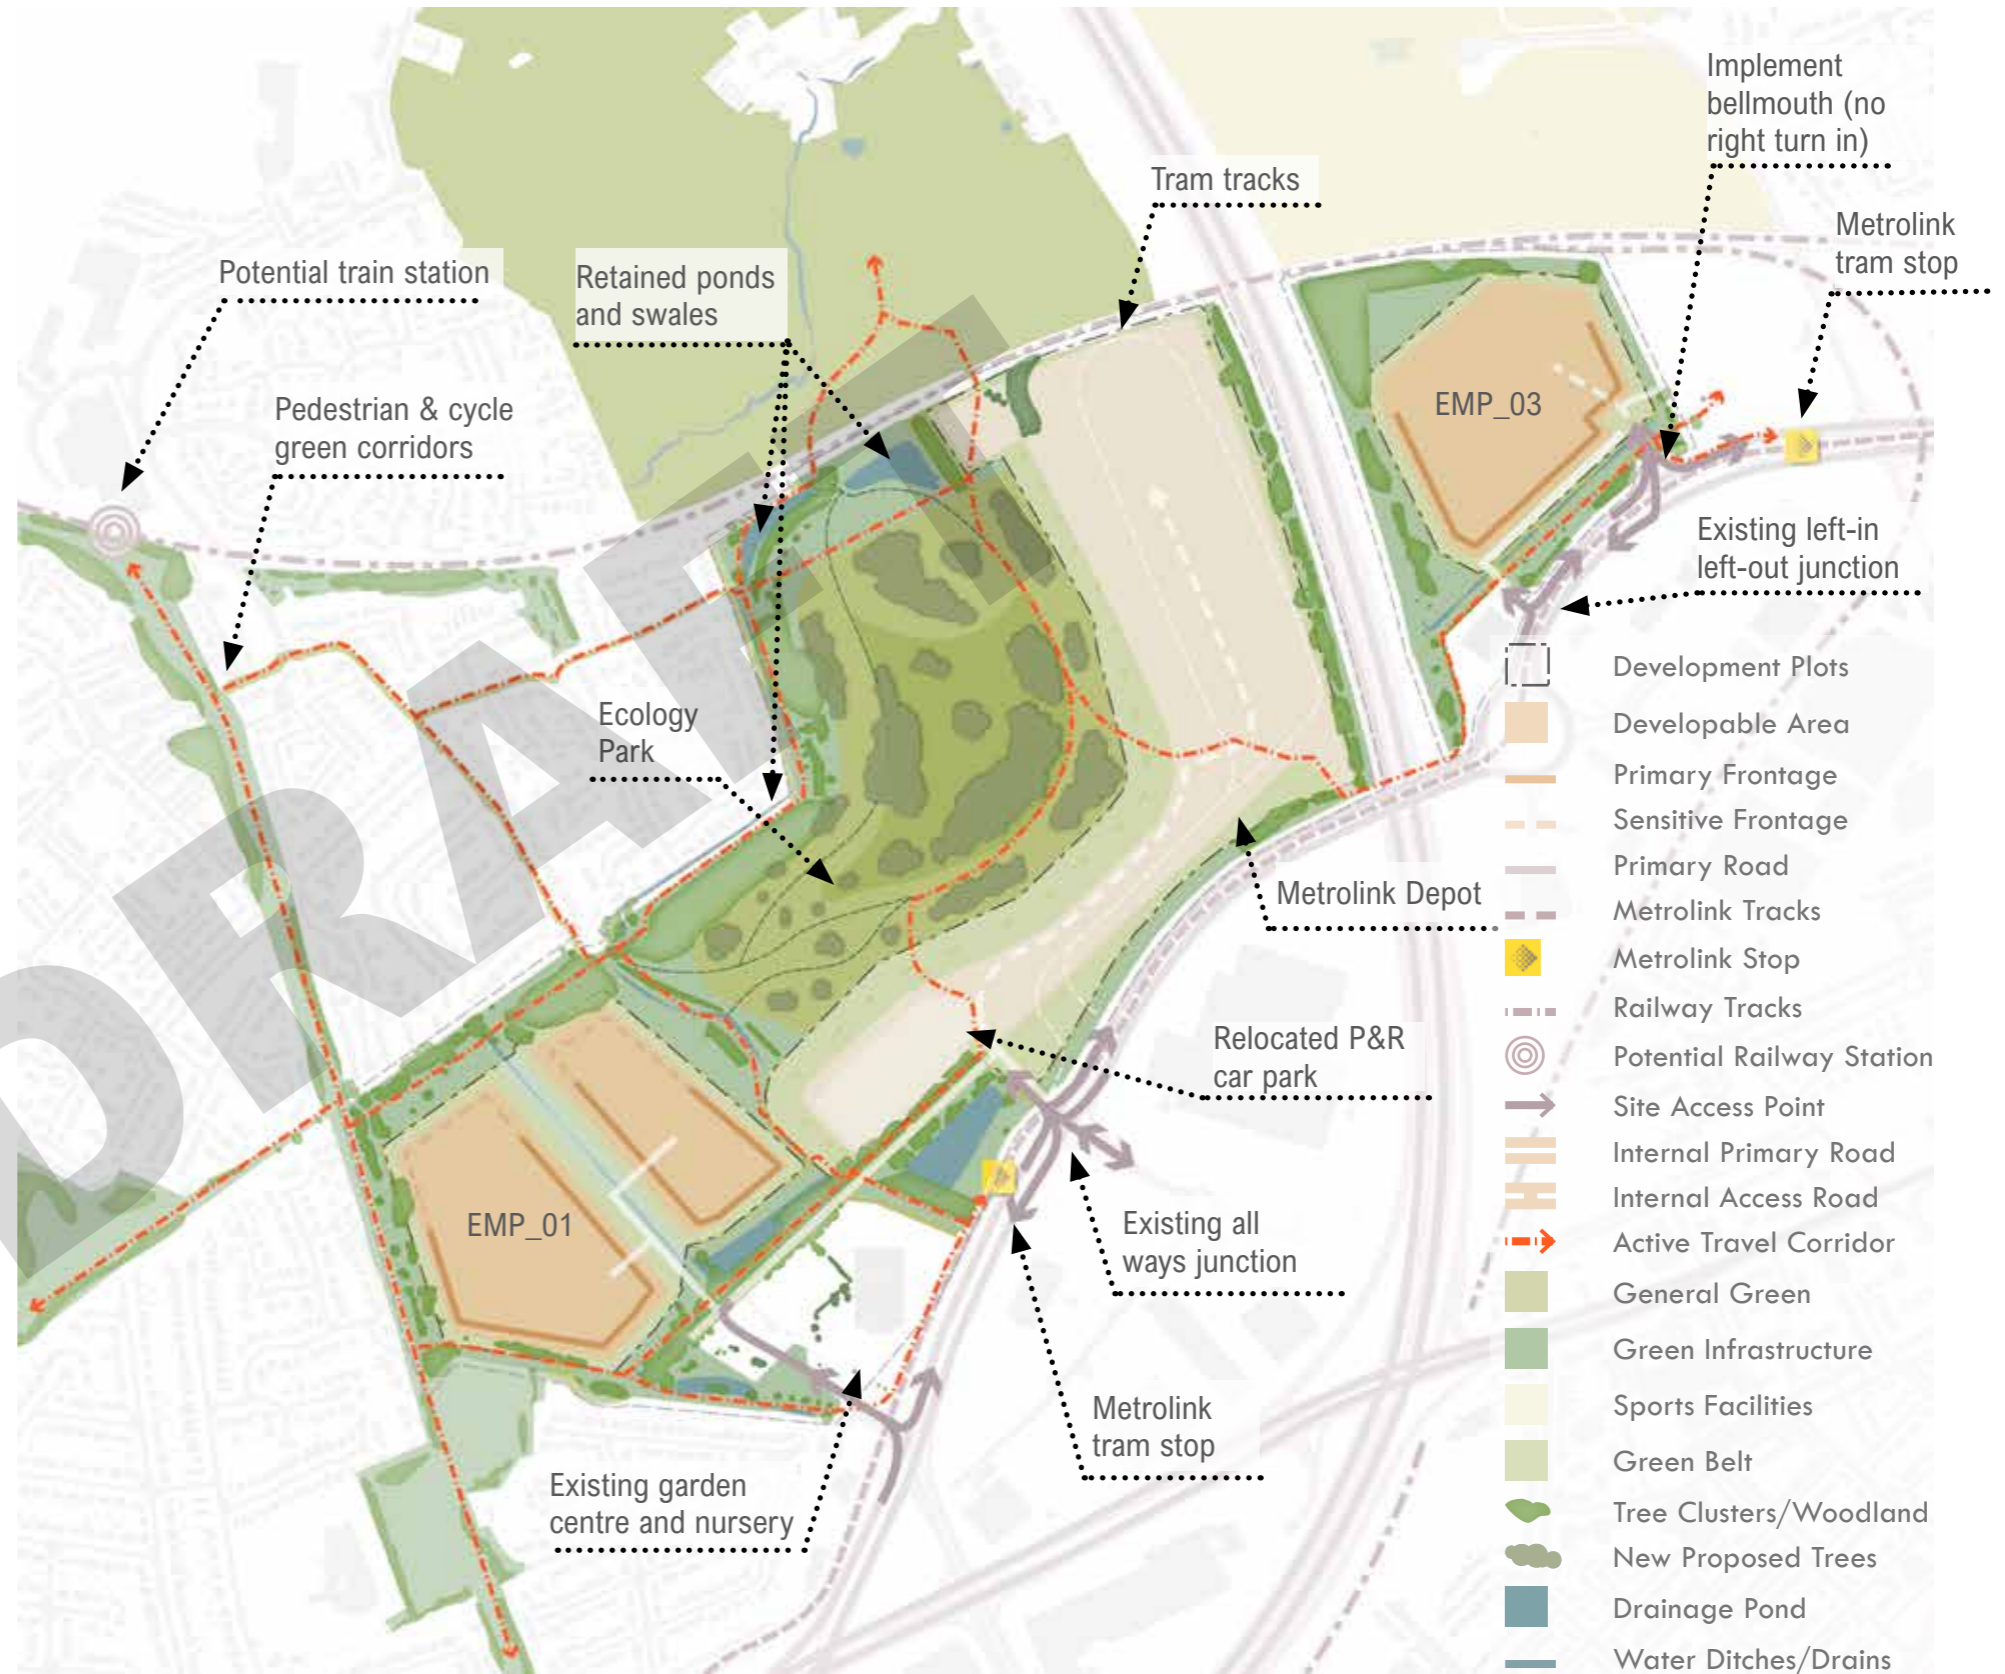 Implement
bellmouth (no
right turn in)
Tram tracks
Metrolink
tram stop
Potential train station
Retained ponds
and swales
Pedestrian & cycle
green corridors
EMP_03
Existing left-in
left-out junction
Ecology
Park
Metrolink Depot
Relocated P&R
car park
EMP_01
Existing all
ways junction
Metrolink
tram stop
Existing garden
centre and nursery
DRAFT
Development Plots
Developable Area
Primary Frontage
Sensitive Frontage
Primary Road
Metrolink Tracks
Metrolink Stop
Railway Tracks
Potential Railway Station
Site Access Point
Internal Primary Road
Internal Access Road
Active Travel Corridor
General Green
Green Infrastructure
Sports Facilities
Green Belt
Tree Clusters/Woodland
New Proposed Trees
Drainage Pond
Water Ditches/Drains